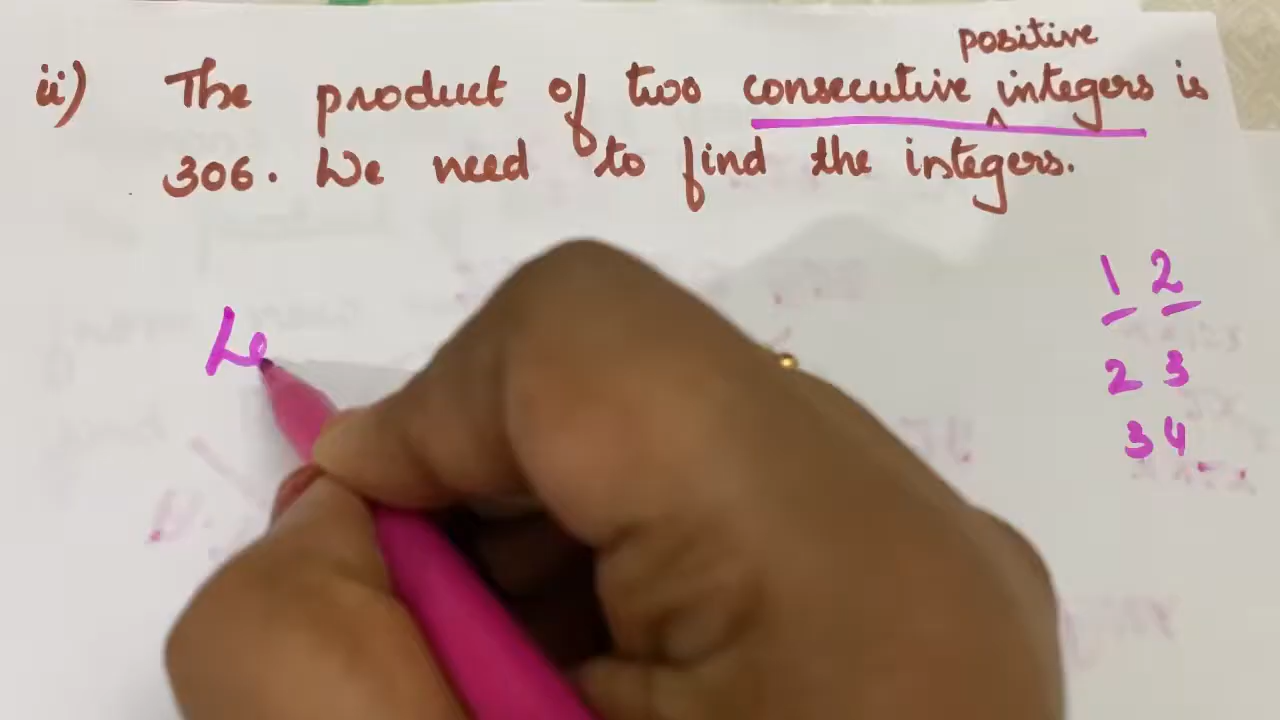 positive
ii) The product of two consecutive ^ integers is
306. We need to find the integers.
1 2
2 3
3 4
Le